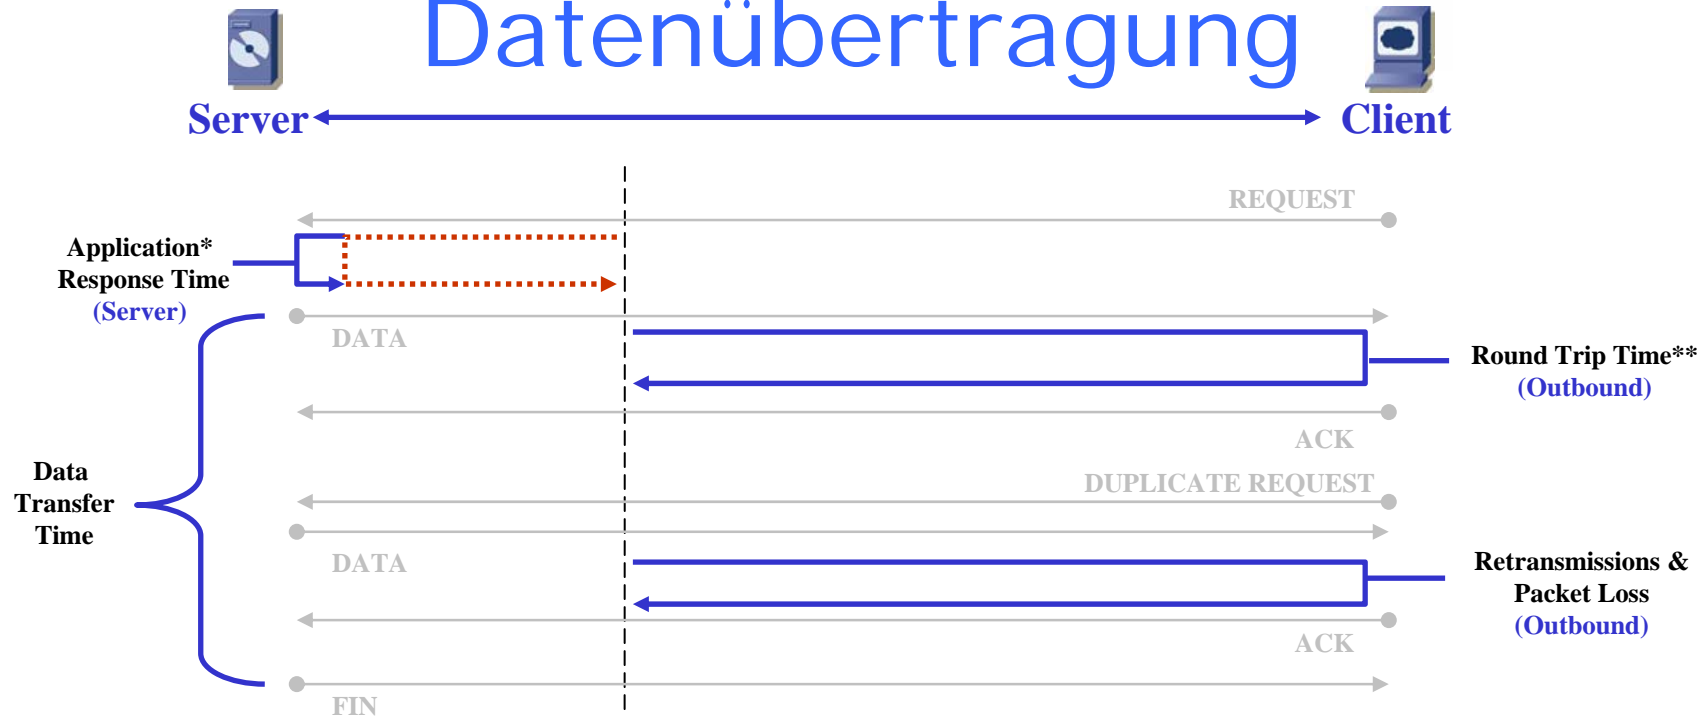 Datenübertragung
Server
Client
REQUEST
Application*
Response Time
(Server)
DATA
Round Trip Time**
(Outbound)
ACK
Data
Transfer
Time
DUPLICATE REQUEST
DATA
Retransmissions &
Packet Loss
(Outbound)
ACK
FIN